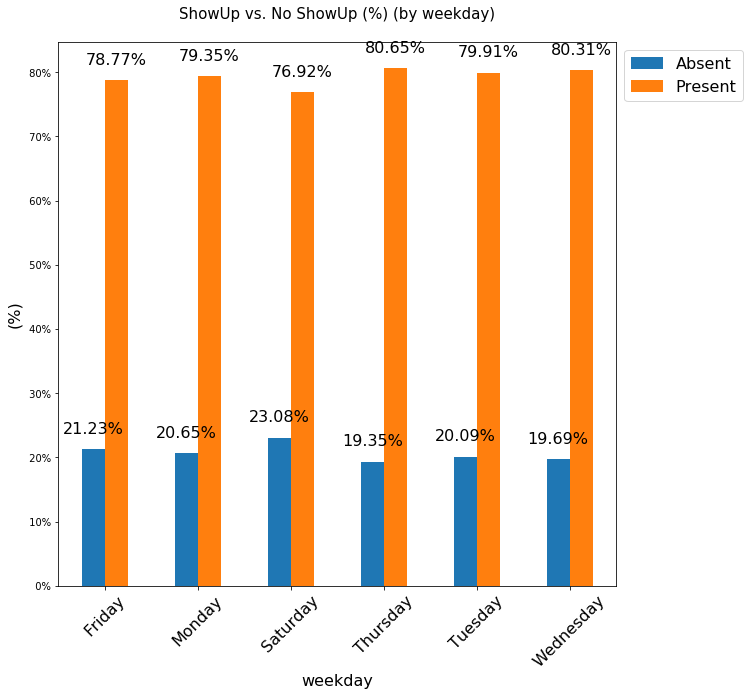 ShowUp vs. No ShowUp (%) (by weekday)
Absent
Present
(%)
80%
70%
60%
50%
40%
30%
20%
10%
0%
78.77%
79.35%
76.92%
80.65%
79.91%
80.31%
21.23%
20.65%
23.08%
19.35%
20.09%
19.69%
Friday
Monday
Saturday
Thursday
Tuesday
Wednesday
weekday